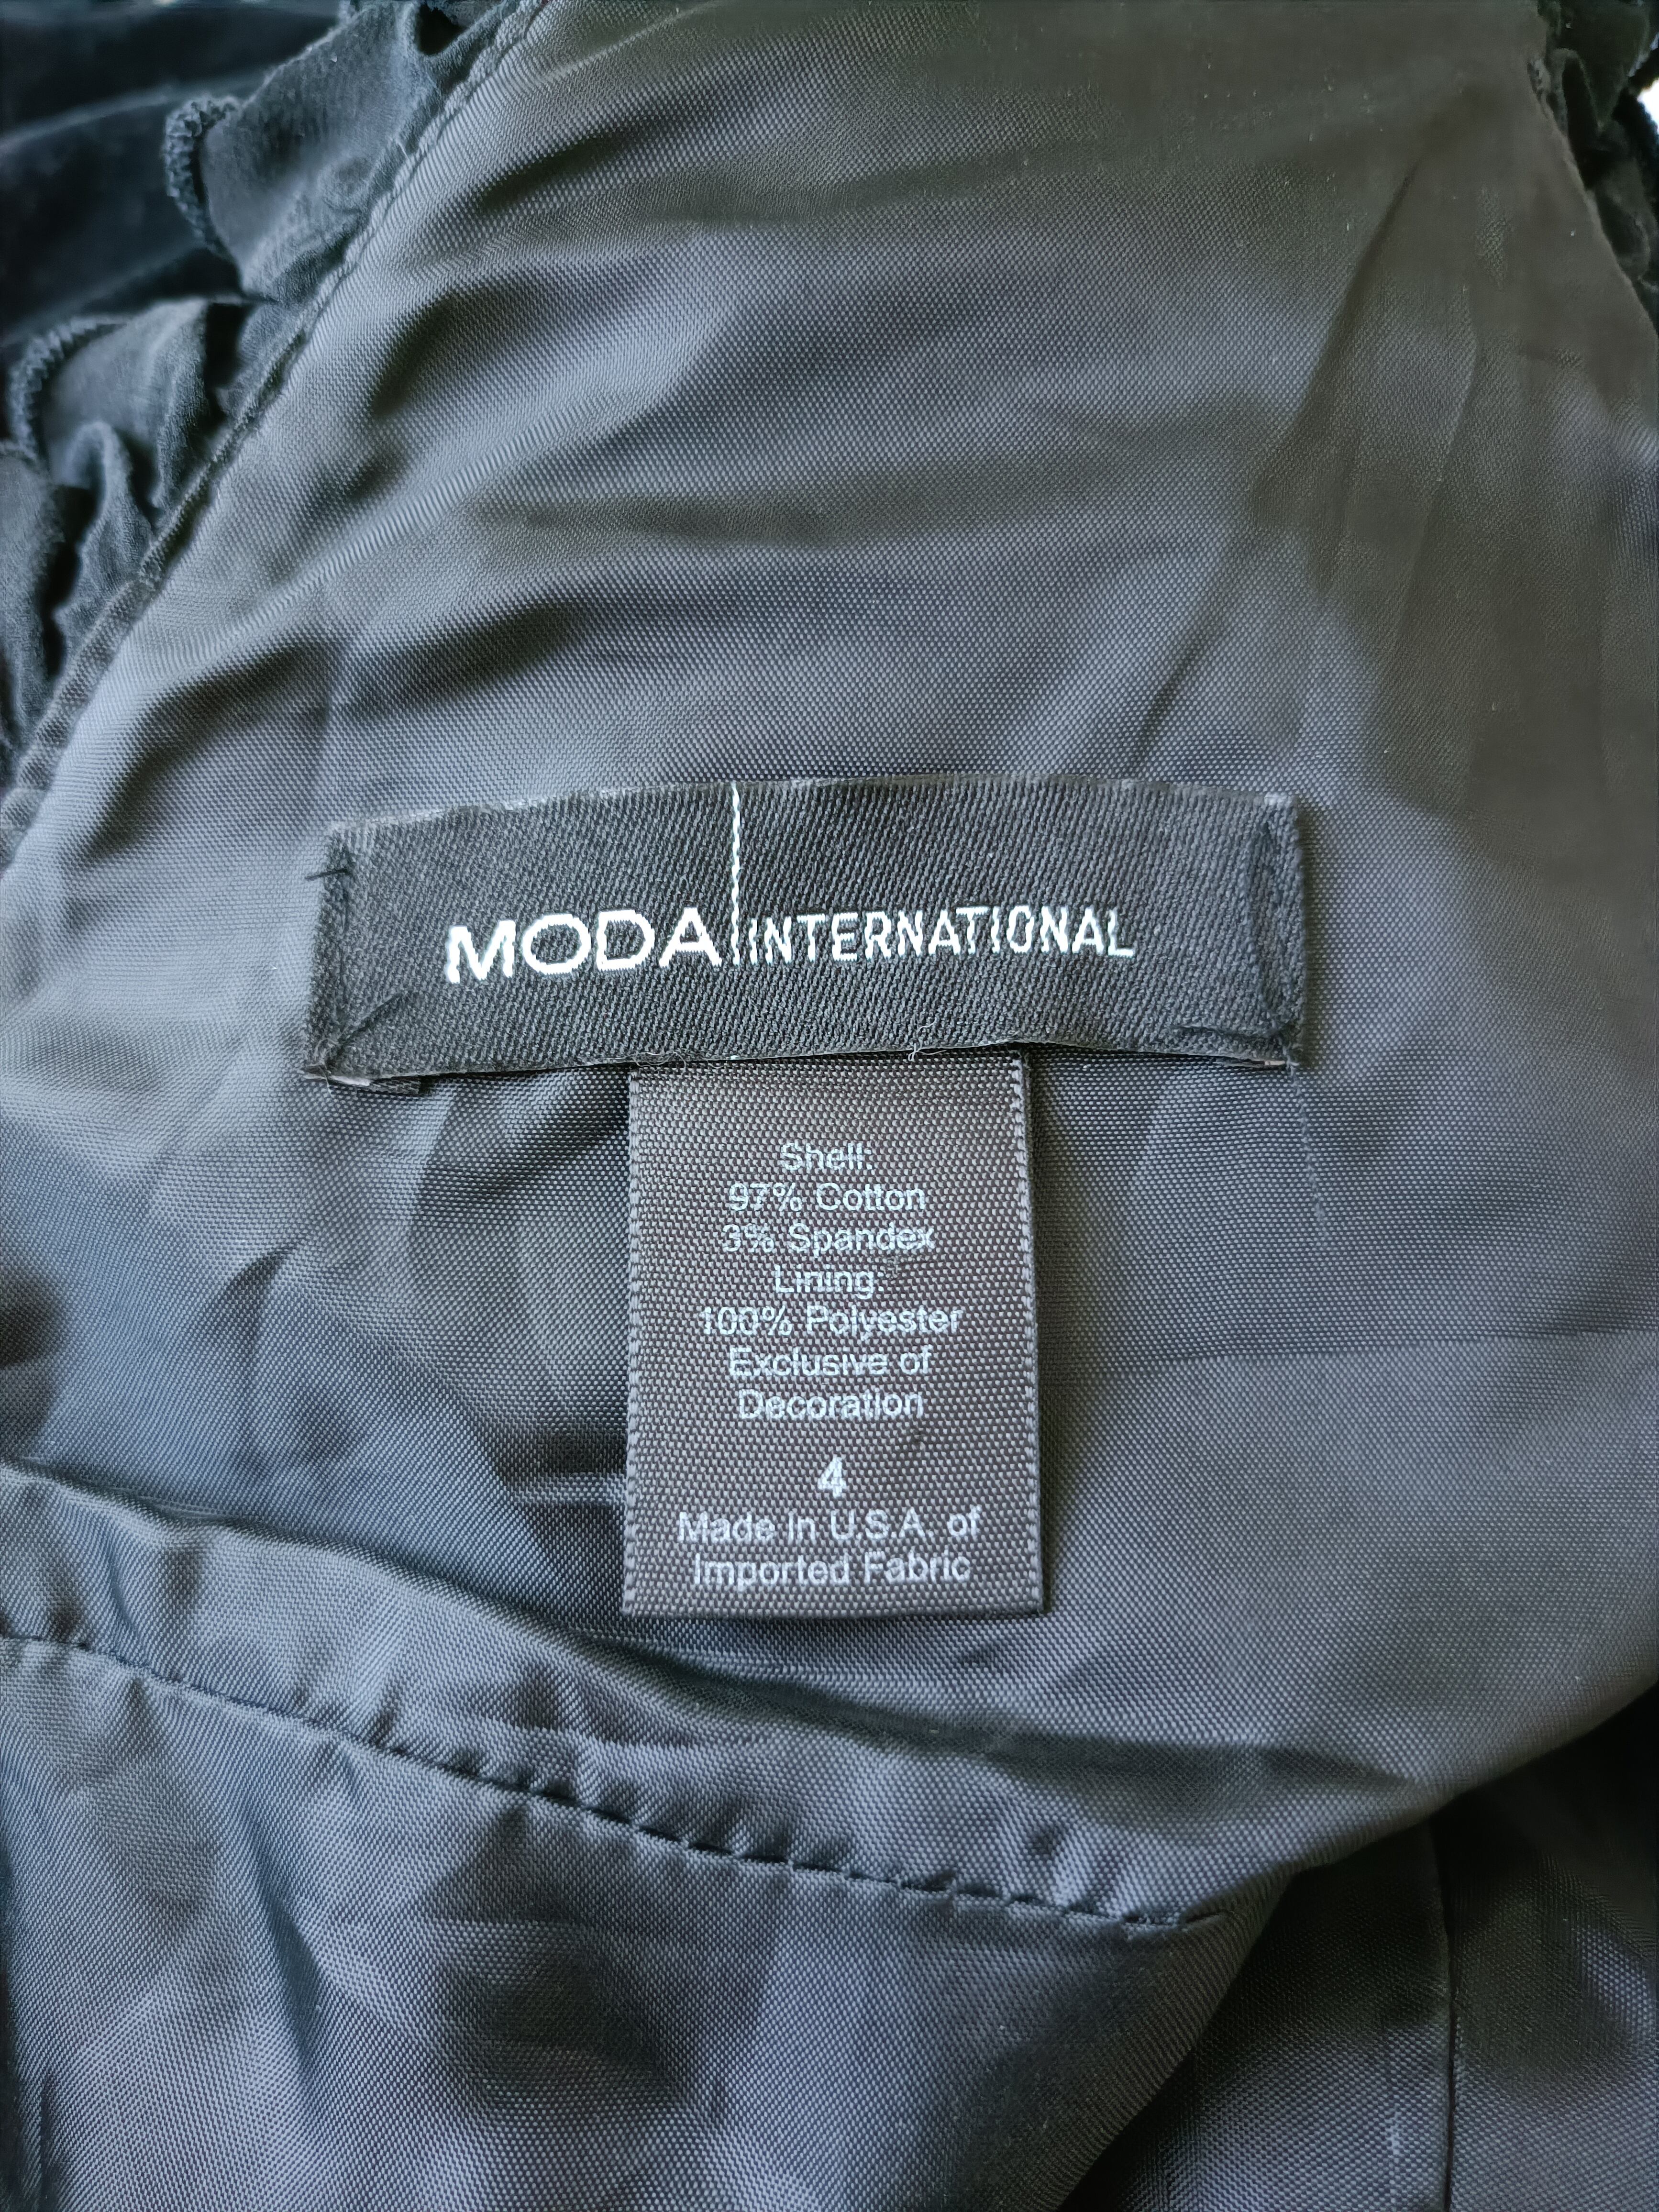 MODA INTERNATIONAL
Shell:
97% Cotton
3% Spandex
Lining:
100% Polyester
Exclusive of
Decoration
4
Made in U.S.A. of
Imported Fabric